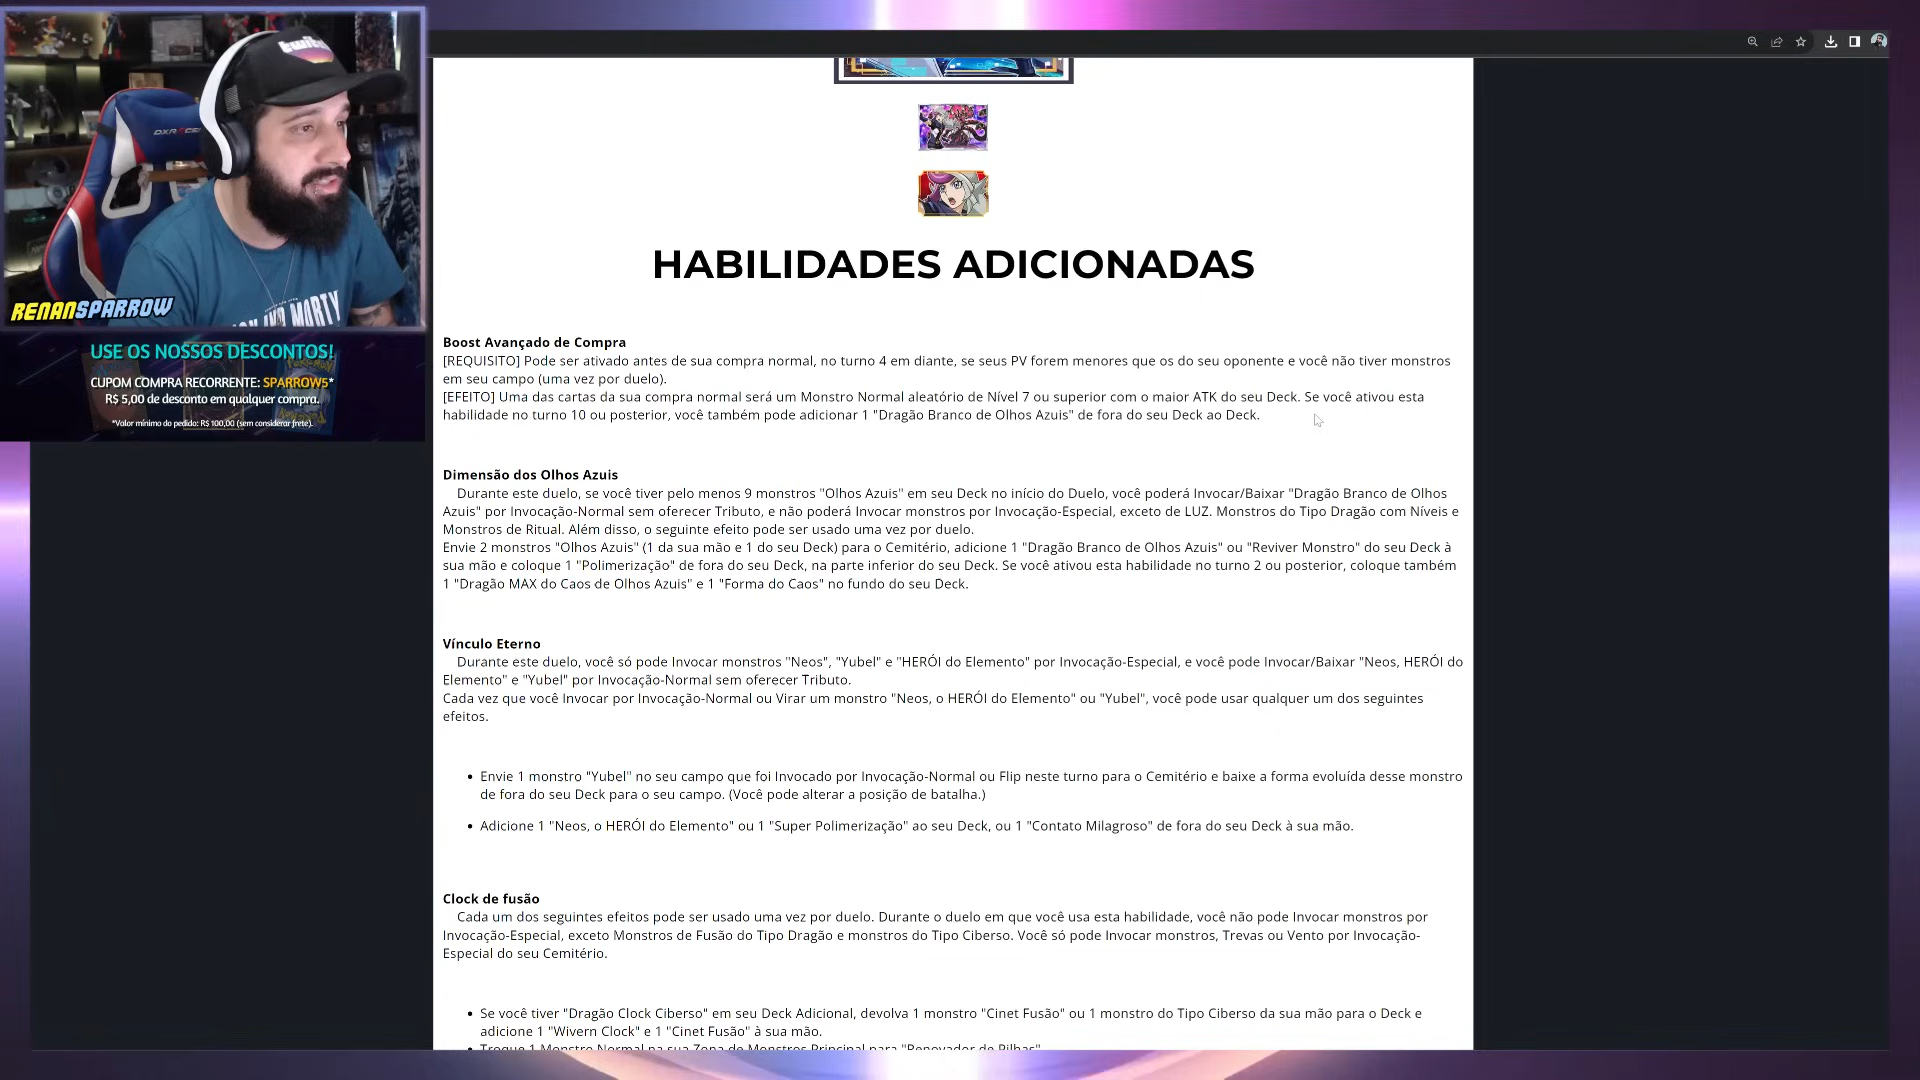 twitch
DXRACER
RICK AND MORTY
RENANSPARROW
USE OS NOSSOS DESCONTOS!
CUPOM COMPRA RECORRENTE: SPARROW5*
R$ 5,00 de desconto em qualquer compra.
*Valor mínimo do pedido: R$ 100,00 (sem considerar frete).
HABILIDADES ADICIONADAS
Boost Avançado de Compra
[REQUISITO] Pode ser ativado antes de sua compra normal, no turno 4 em diante, se seus PV forem menores que os do seu oponente e você não tiver monstros
em seu campo (uma vez por duelo).
[EFEITO] Uma das cartas da sua compra normal será um Monstro Normal aleatório de Nível 7 ou superior com o maior ATK do seu Deck. Se você ativou esta
habilidade no turno 10 ou posterior, você também pode adicionar 1 "Dragão Branco de Olhos Azuis" de fora do seu Deck ao Deck.
Dimensão dos Olhos Azuis
Durante este duelo, se você tiver pelo menos 9 monstros "Olhos Azuis" em seu Deck no início do Duelo, você poderá Invocar/Baixar "Dragão Branco de Olhos
Azuis" por Invocação-Normal sem oferecer Tributo, e não poderá Invocar monstros por Invocação-Especial, exceto de LUZ. Monstros do Tipo Dragão com Níveis e
Monstros de Ritual. Além disso, o seguinte efeito pode ser usado uma vez por duelo.
Envie 2 monstros "Olhos Azuis" (1 da sua mão e 1 do seu Deck) para o Cemitério, adicione 1 "Dragão Branco de Olhos Azuis" ou "Reviver Monstro" do seu Deck à
sua mão e coloque 1 "Polimerização" de fora do seu Deck, na parte inferior do seu Deck. Se você ativou esta habilidade no turno 2 ou posterior, coloque também
1 "Dragão MAX do Caos de Olhos Azuis" e 1 "Forma do Caos" no fundo do seu Deck.
Vínculo Eterno
Durante este duelo, você só pode Invocar monstros "Neos", "Yubel" e "HERÓI do Elemento" por Invocação-Especial, e você pode Invocar/Baixar "Neos, HERÓI do
Elemento" e "Yubel" por Invocação-Normal sem oferecer Tributo.
Cada vez que você Invocar por Invocação-Normal ou Virar um monstro "Neos, o HERÓI do Elemento" ou "Yubel", você pode usar qualquer um dos seguintes
efeitos.
• Envie 1 monstro "Yubel" no seu campo que foi Invocado por Invocação-Normal ou Flip neste turno para o Cemitério e baixe a forma evoluída desse monstro
de fora do seu Deck para o seu campo. (Você pode alterar a posição de batalha.)
• Adicione 1 "Neos, o HERÓI do Elemento" ou 1 "Super Polimerização" ao seu Deck, ou 1 "Contato Milagroso" de fora do seu Deck à sua mão.
Clock de fusão
Cada um dos seguintes efeitos pode ser usado uma vez por duelo. Durante o duelo em que você usa esta habilidade, você não pode Invocar monstros por
Invocação-Especial, exceto Monstros de Fusão do Tipo Dragão e monstros do Tipo Ciberso. Você só pode Invocar monstros, Trevas ou Vento por Invocação-
Especial do seu Cemitério.
• Se você tiver "Dragão Clock Ciberso" em seu Deck Adicional, devolva 1 monstro "Cinet Fusão" ou 1 monstro do Tipo Ciberso da sua mão para o Deck e
adicione 1 "Wivern Clock" e 1 "Cinet Fusão" à sua mão.
• Troque 1 Monstro Normal na sua Zona de Monstros Principal para "Renovador de Pilhas".